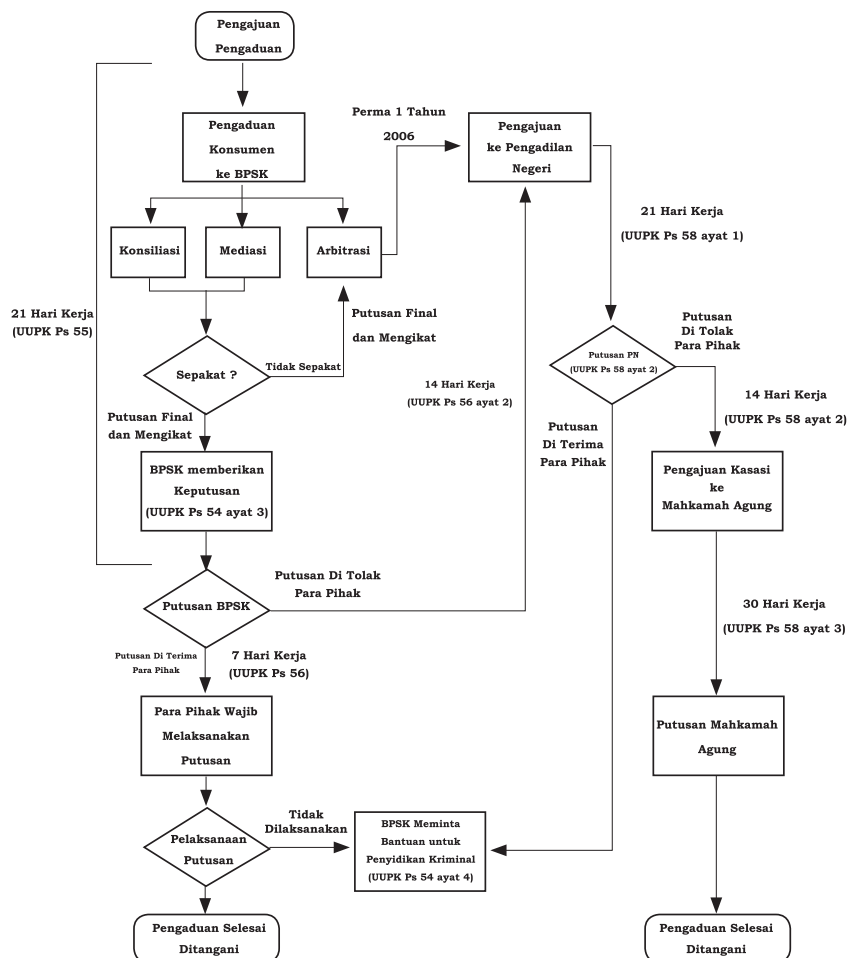 Pengajuan
Pengaduan
Pengaduan
Konsumen
ke BPSK
Perma 1 Tahun
2006
Pengajuan
ke Pengadilan
Negeri
Konsiliasi
Mediasi
Arbitrasi
21 Hari Kerja
(UUPK Ps 58 ayat 1)
21 Hari Kerja
(UUPK Ps 55)
Putusan Final
dan Mengikat
Sepakat ?
Tidak Sepakat
14 Hari Kerja
(UUPK Ps 56 ayat 2)
Putusan PN
(UUPK Ps 58 ayat 2)
Putusan
Di Tolak
Para Pihak
14 Hari Kerja
(UUPK Ps 58 ayat 2)
Putusan Final
dan Mengikat
Putusan
Di Terima
Para Pihak
BPSK memberikan
Keputusan
(UUPK Ps 54 ayat 3)
Pengajuan Kasasi
ke
Mahkamah Agung
Putusan BPSK
Putusan Di Tolak
Para Pihak
30 Hari Kerja
(UUPK Ps 58 ayat 3)
Putusan Di Terima
Para Pihak
7 Hari Kerja
(UUPK Ps 56)
Para Pihak Wajib
Melaksanakan
Putusan
Putusan Mahkamah
Agung
Pelaksanaan
Putusan
Tidak
Dilaksanakan
BPSK Meminta
Bantuan untuk
Penyidikan Kriminal
(UUPK Ps 54 ayat 4)
Pengaduan Selesai
Ditangani
Pengaduan Selesai
Ditangani